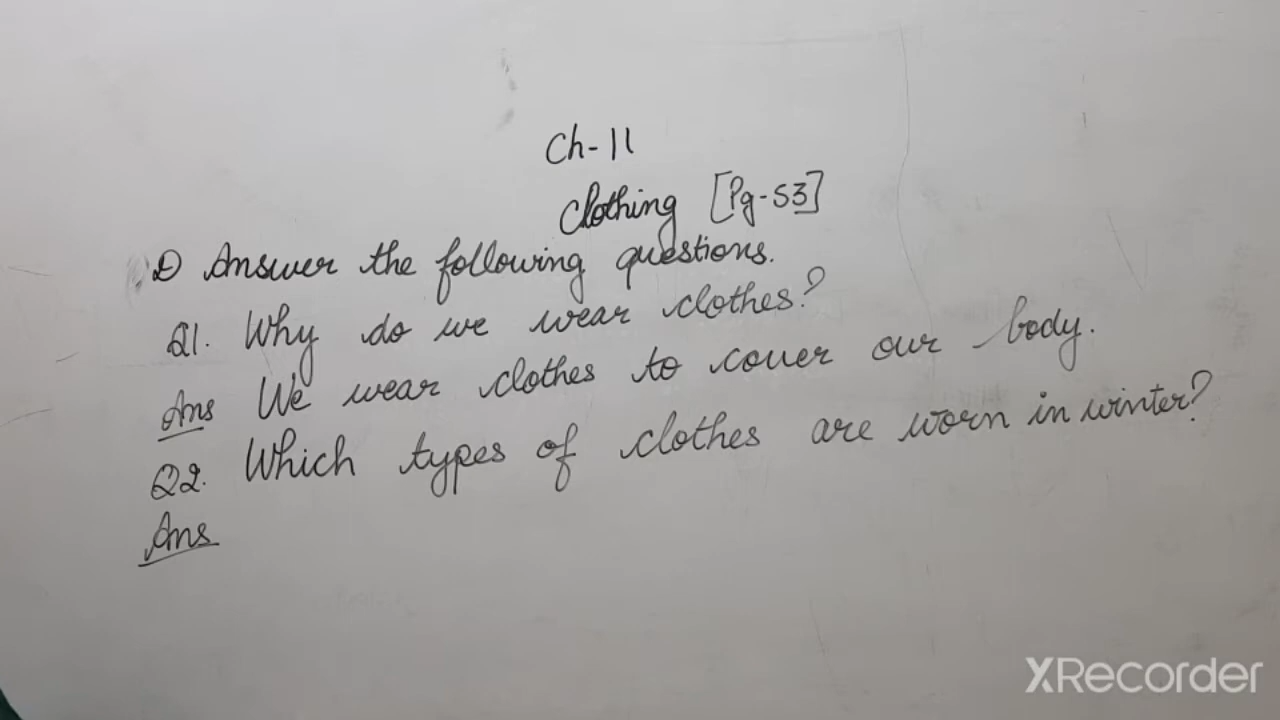 Ch-11
Clothing [Pg-53]
D Answer the following questions.
Q1. Why do we wear clothes?
Ans We wear clothes to cover our body.
Q2. Which types of clothes are worn in winter?
Ans
XRecorder